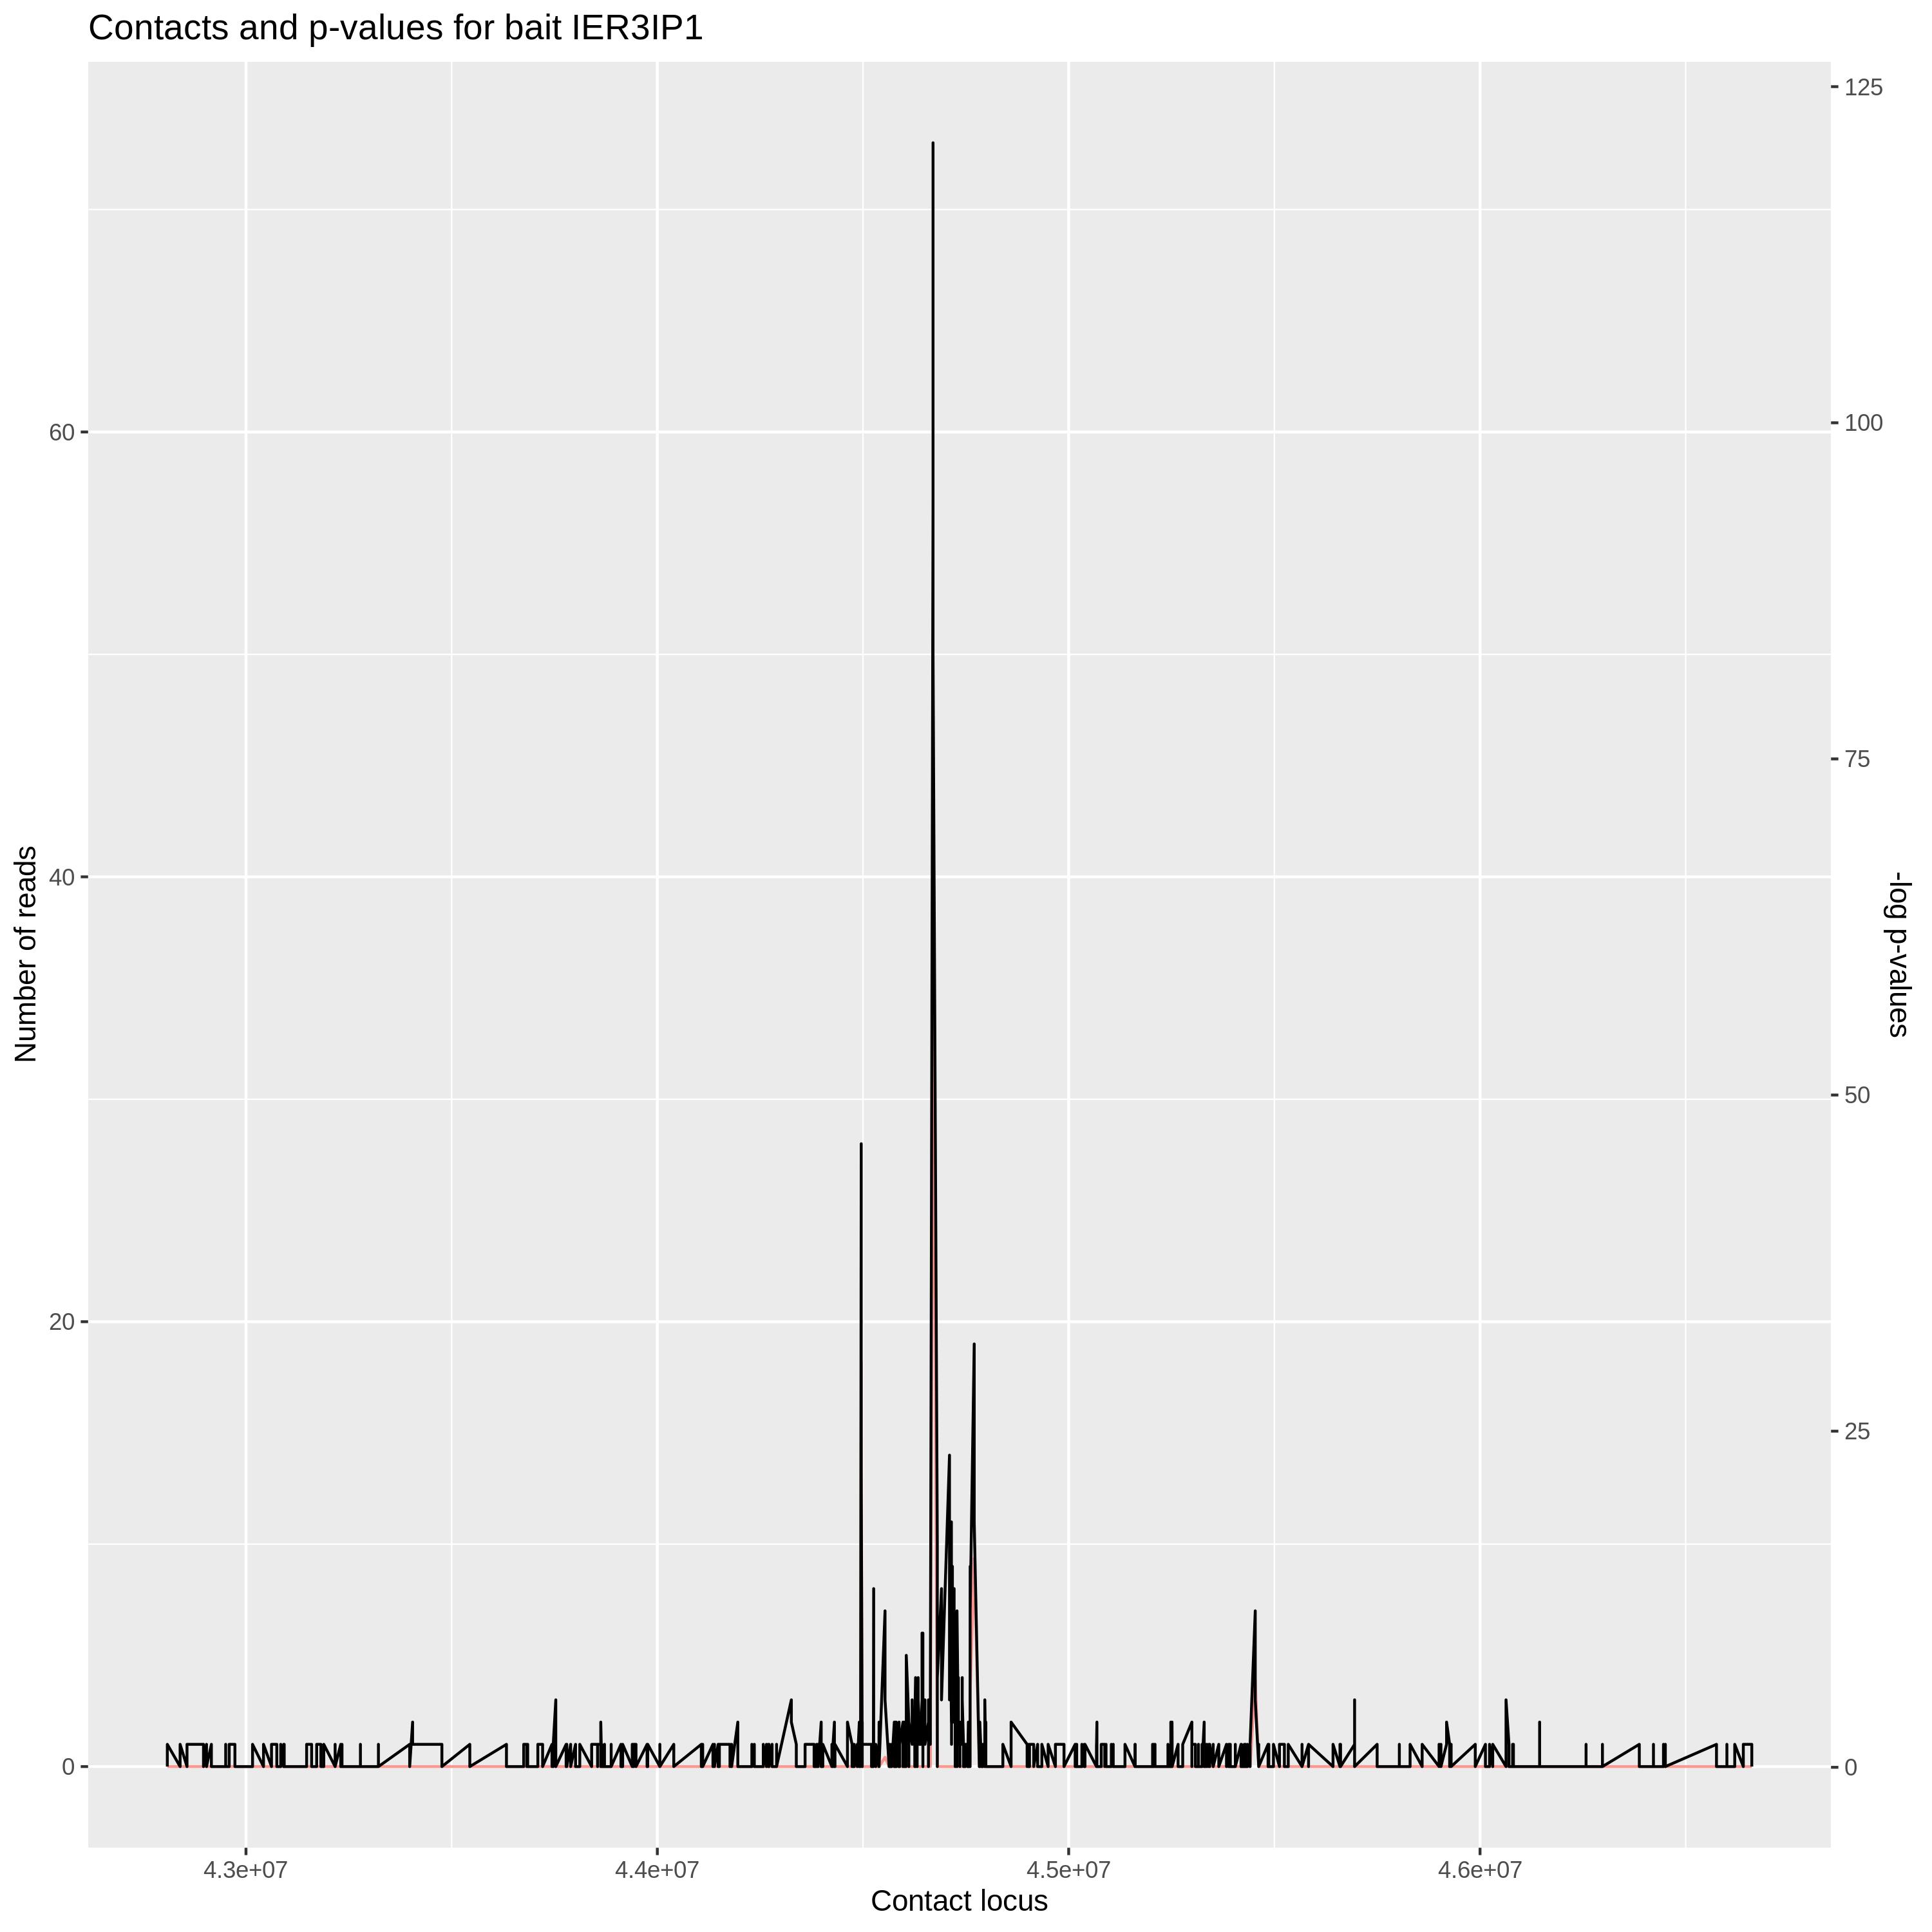 Contacts and p-values for bait IER3IP1
125
100
75
50
25
0
60
40
20
0
Number of reads
-log p-values
4.3e+07
4.4e+07
4.5e+07
4.6e+07
Contact locus